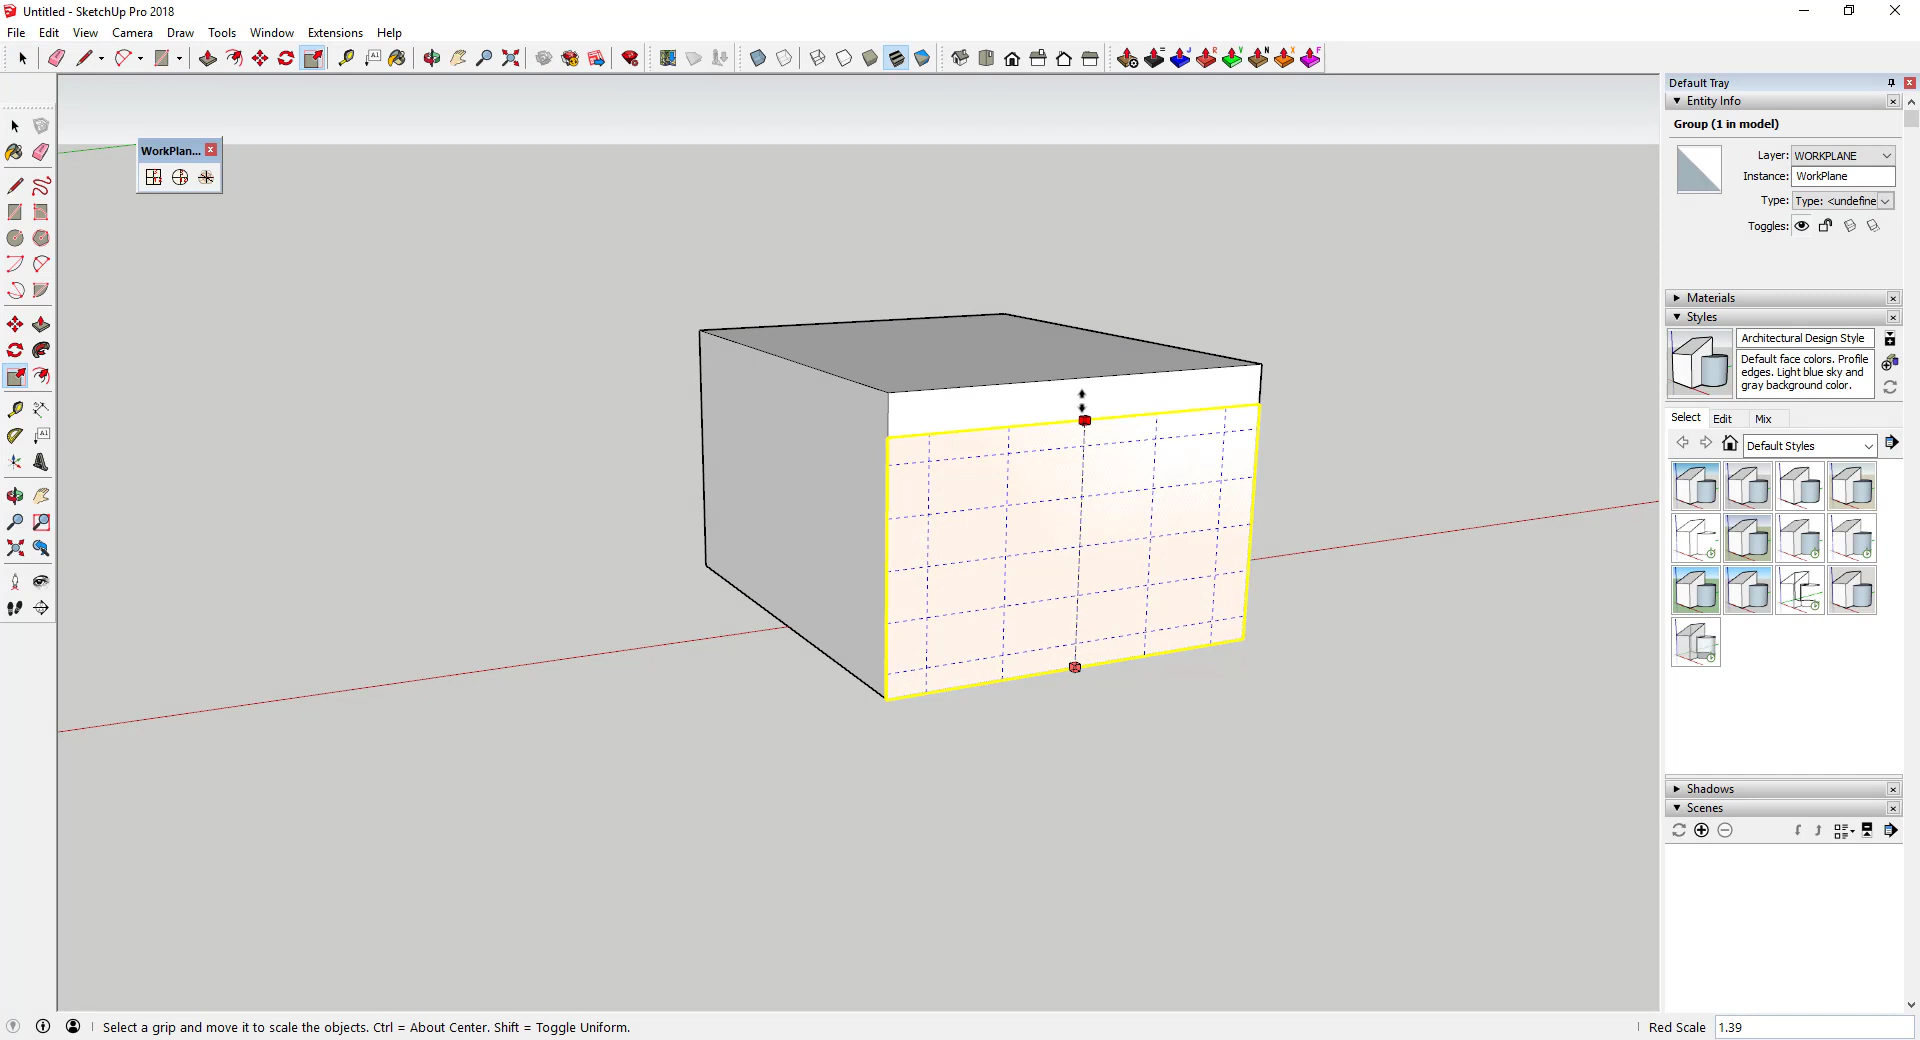 Untitled - SketchUp Pro 2018
File Edit View Camera Draw Tools Window Extensions Help
WorkPlan...
Default Tray
Entity Info
Group (1 in model)
Layer: WORKPLANE
Instance: WorkPlane
Type: Type: <undefine
Toggles:
Materials
Styles
Architectural Design Style
Default face colors. Profile
edges. Light blue sky and
gray background color.
Select Edit Mix
Default Styles
Shadows
Scenes
Select a grip and move it to scale the objects. Ctrl = About Center. Shift = Toggle Uniform.
Red Scale 1.39